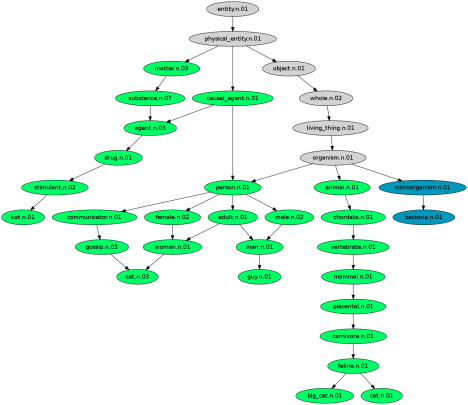 entity.n.01
physical_entity.n.01
matter.n.03
object.n.01
substance.n.07
causal_agent.n.01
whole.n.02
agent.n.03
living_thing.n.01
drug.n.01
organism.n.01
stimulant.n.02
person.n.01
animal.n.01
microorganism.n.01
kat.n.01
communicator.n.01
female.n.02
adult.n.01
male.n.02
chordate.n.01
bacteria.n.01
gossip.n.03
woman.n.01
man.n.01
vertebrate.n.01
cat.n.03
guy.n.01
mammal.n.01
placental.n.01
carnivore.n.01
feline.n.01
big_cat.n.01
cat.n.01